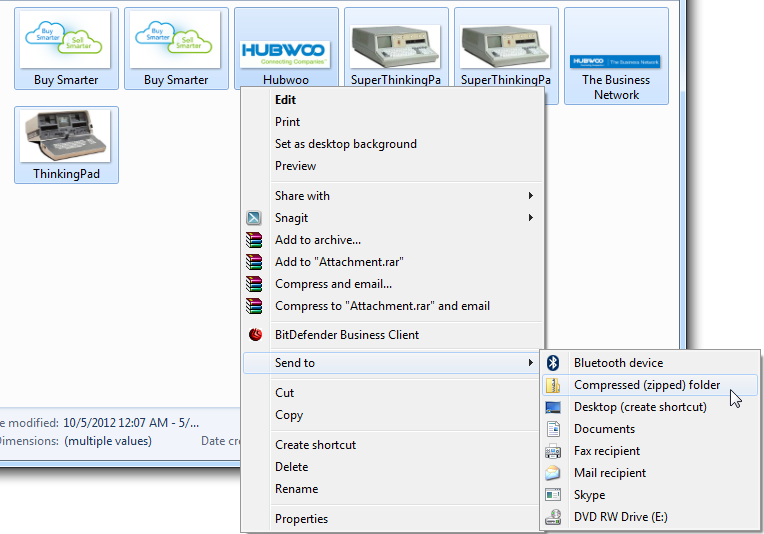 Buy Smarter
Sell Smarter
Buy Smarter
Sell Smarter
HUBWOO
Connecting Companies
HUBWOO The Business Network
Buy Smarter
Buy Smarter
Hubwoo
SuperThinkingPa
SuperThinkingPa
The Business
Network
ThinkingPad
Edit
Print
Set as desktop background
Preview
Share with
Snagit
Add to archive...
Add to "Attachment.rar"
Compress and email...
Compress to "Attachment.rar" and email
BitDefender Business Client
Send to
Cut
Copy
Create shortcut
Delete
Rename
Properties
Bluetooth device
Compressed (zipped) folder
Desktop (create shortcut)
Documents
Fax recipient
Mail recipient
Skype
DVD RW Drive (E:)
e modified: 10/5/2012 12:07 AM - 5/...
Dimensions: (multiple values) Date cre